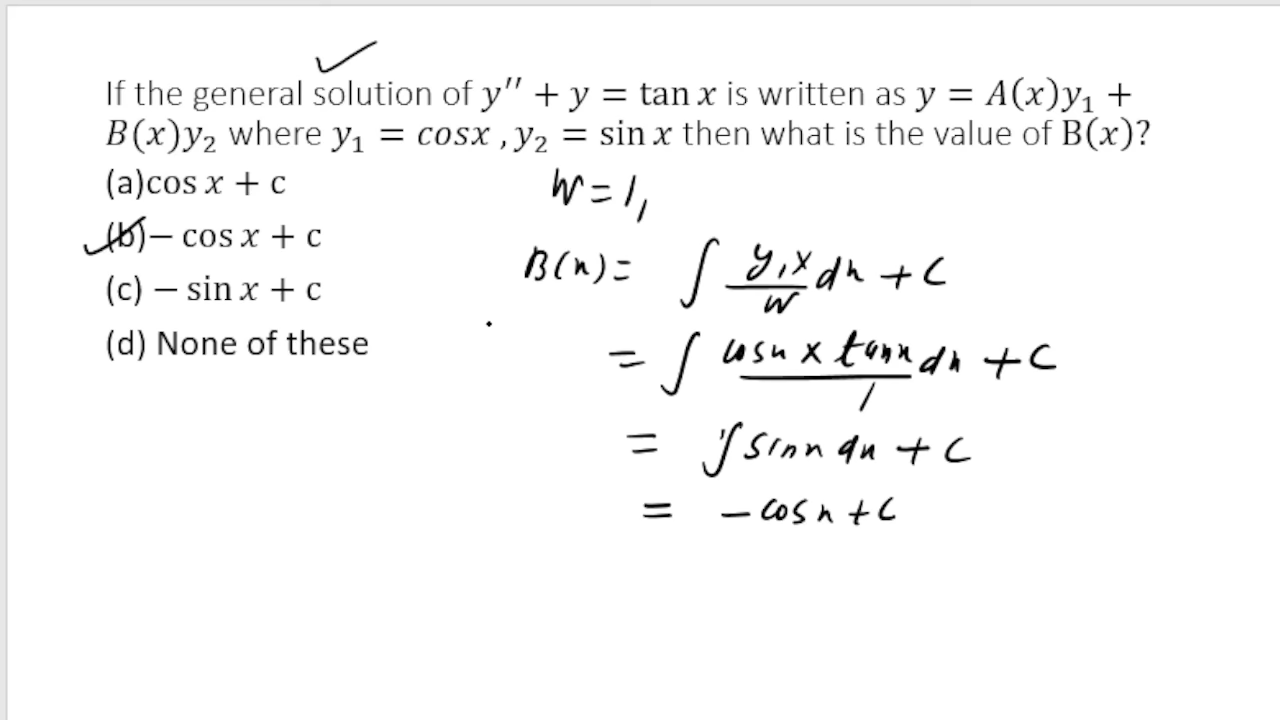 If the general solution of y′′ + y = tan x is written as y = A(x)y₁ +
B(x)y₂ where y₁ = cosx , y₂ = sin x then what is the value of B(x)?
(a)cos x + c
W = 1,
(b)− cos x + c
B(x) = ∫ y₁X/W dx + C
(c) − sin x + c
(d) None of these
= ∫ cosx x tanx/1 dx + C
= ∫ sinx dx + C
= − cosx + C